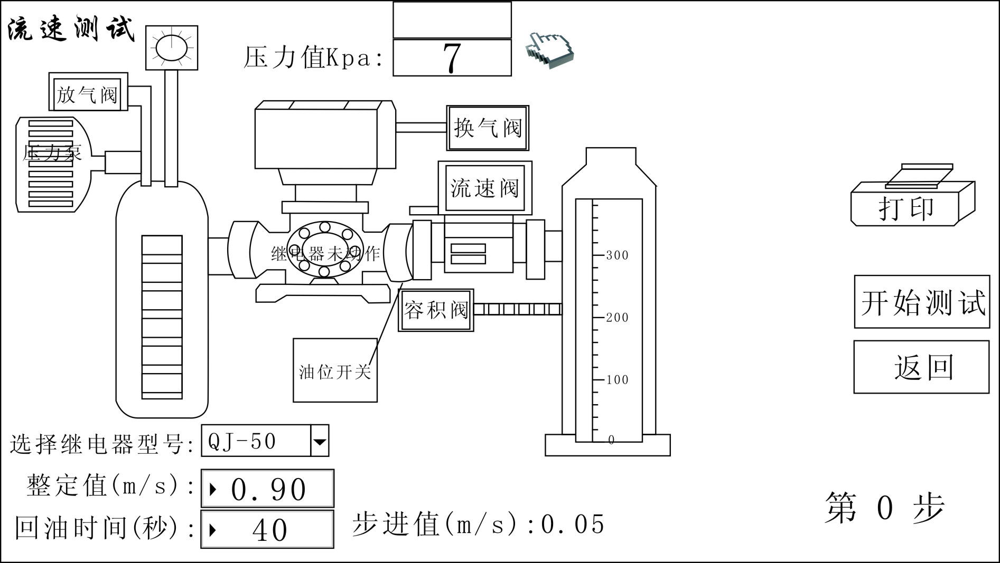 流速测试
压力值Kpa:
7
放气阀
换气阀
压力泵
流速阀
打印
继电器未动作
300
开始测试
容积阀
200
油位开关
返回
100
0
选择继电器型号: QJ-50
整定值(m/s): 0.90
回油时间(秒): 40
步进值(m/s):0.05
第 0 步